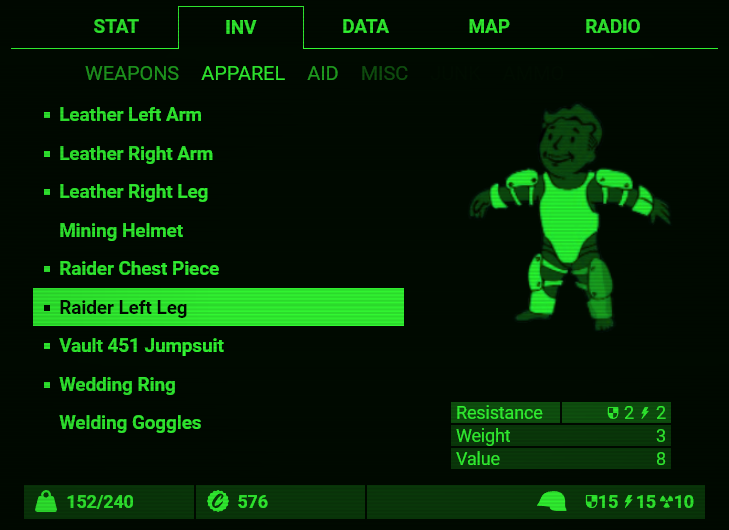 STAT INV DATA MAP RADIO
WEAPONS APPAREL AID MISC
Leather Left Arm
Leather Right Arm
Leather Right Leg
Mining Helmet
Raider Chest Piece
Raider Left Leg
Vault 451 Jumpsuit
Wedding Ring
Welding Goggles
Resistance 2 2
Weight 3
Value 8
152/240 576 15 15 10